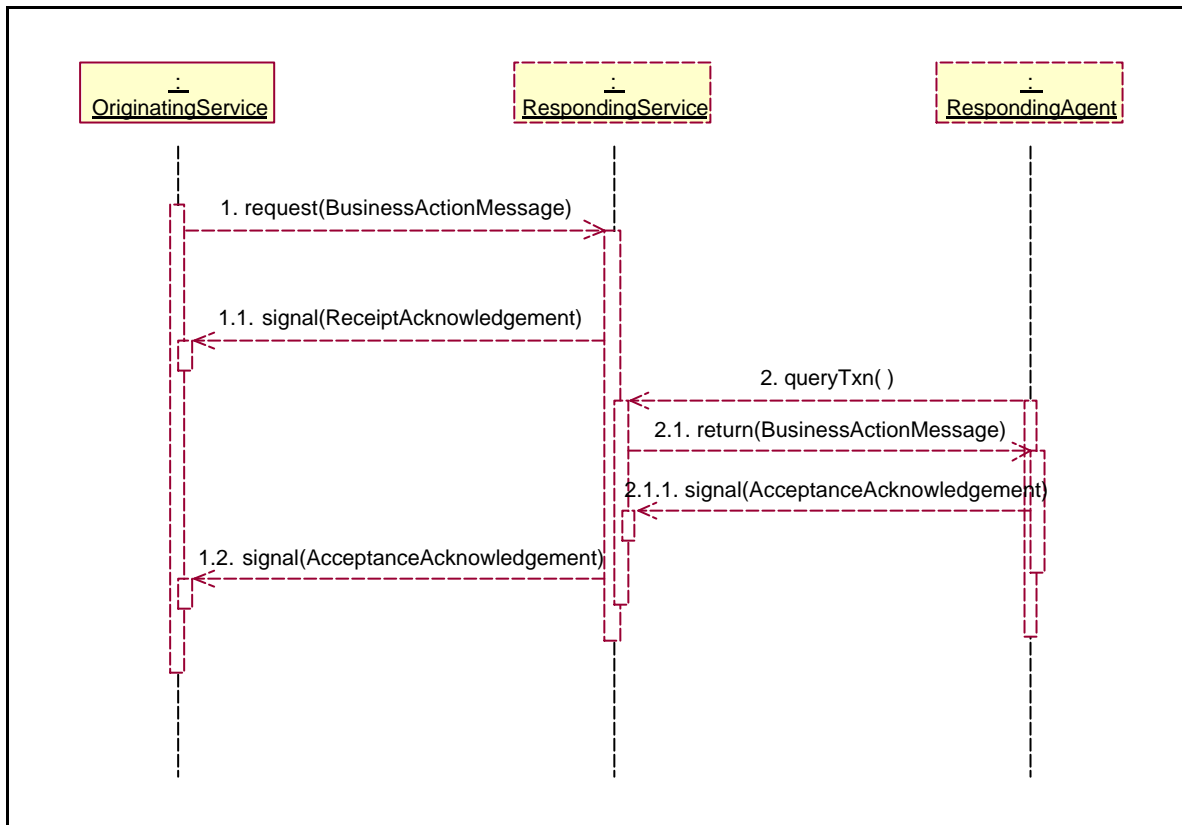 :
OriginatingService
:
RespondingService
:
RespondingAgent
1. request(BusinessActionMessage)
1.1. signal(ReceiptAcknowledgement)
2. queryTxn( )
2.1. return(BusinessActionMessage)
2.1.1. signal(AcceptanceAcknowledgement)
1.2. signal(AcceptanceAcknowledgement)